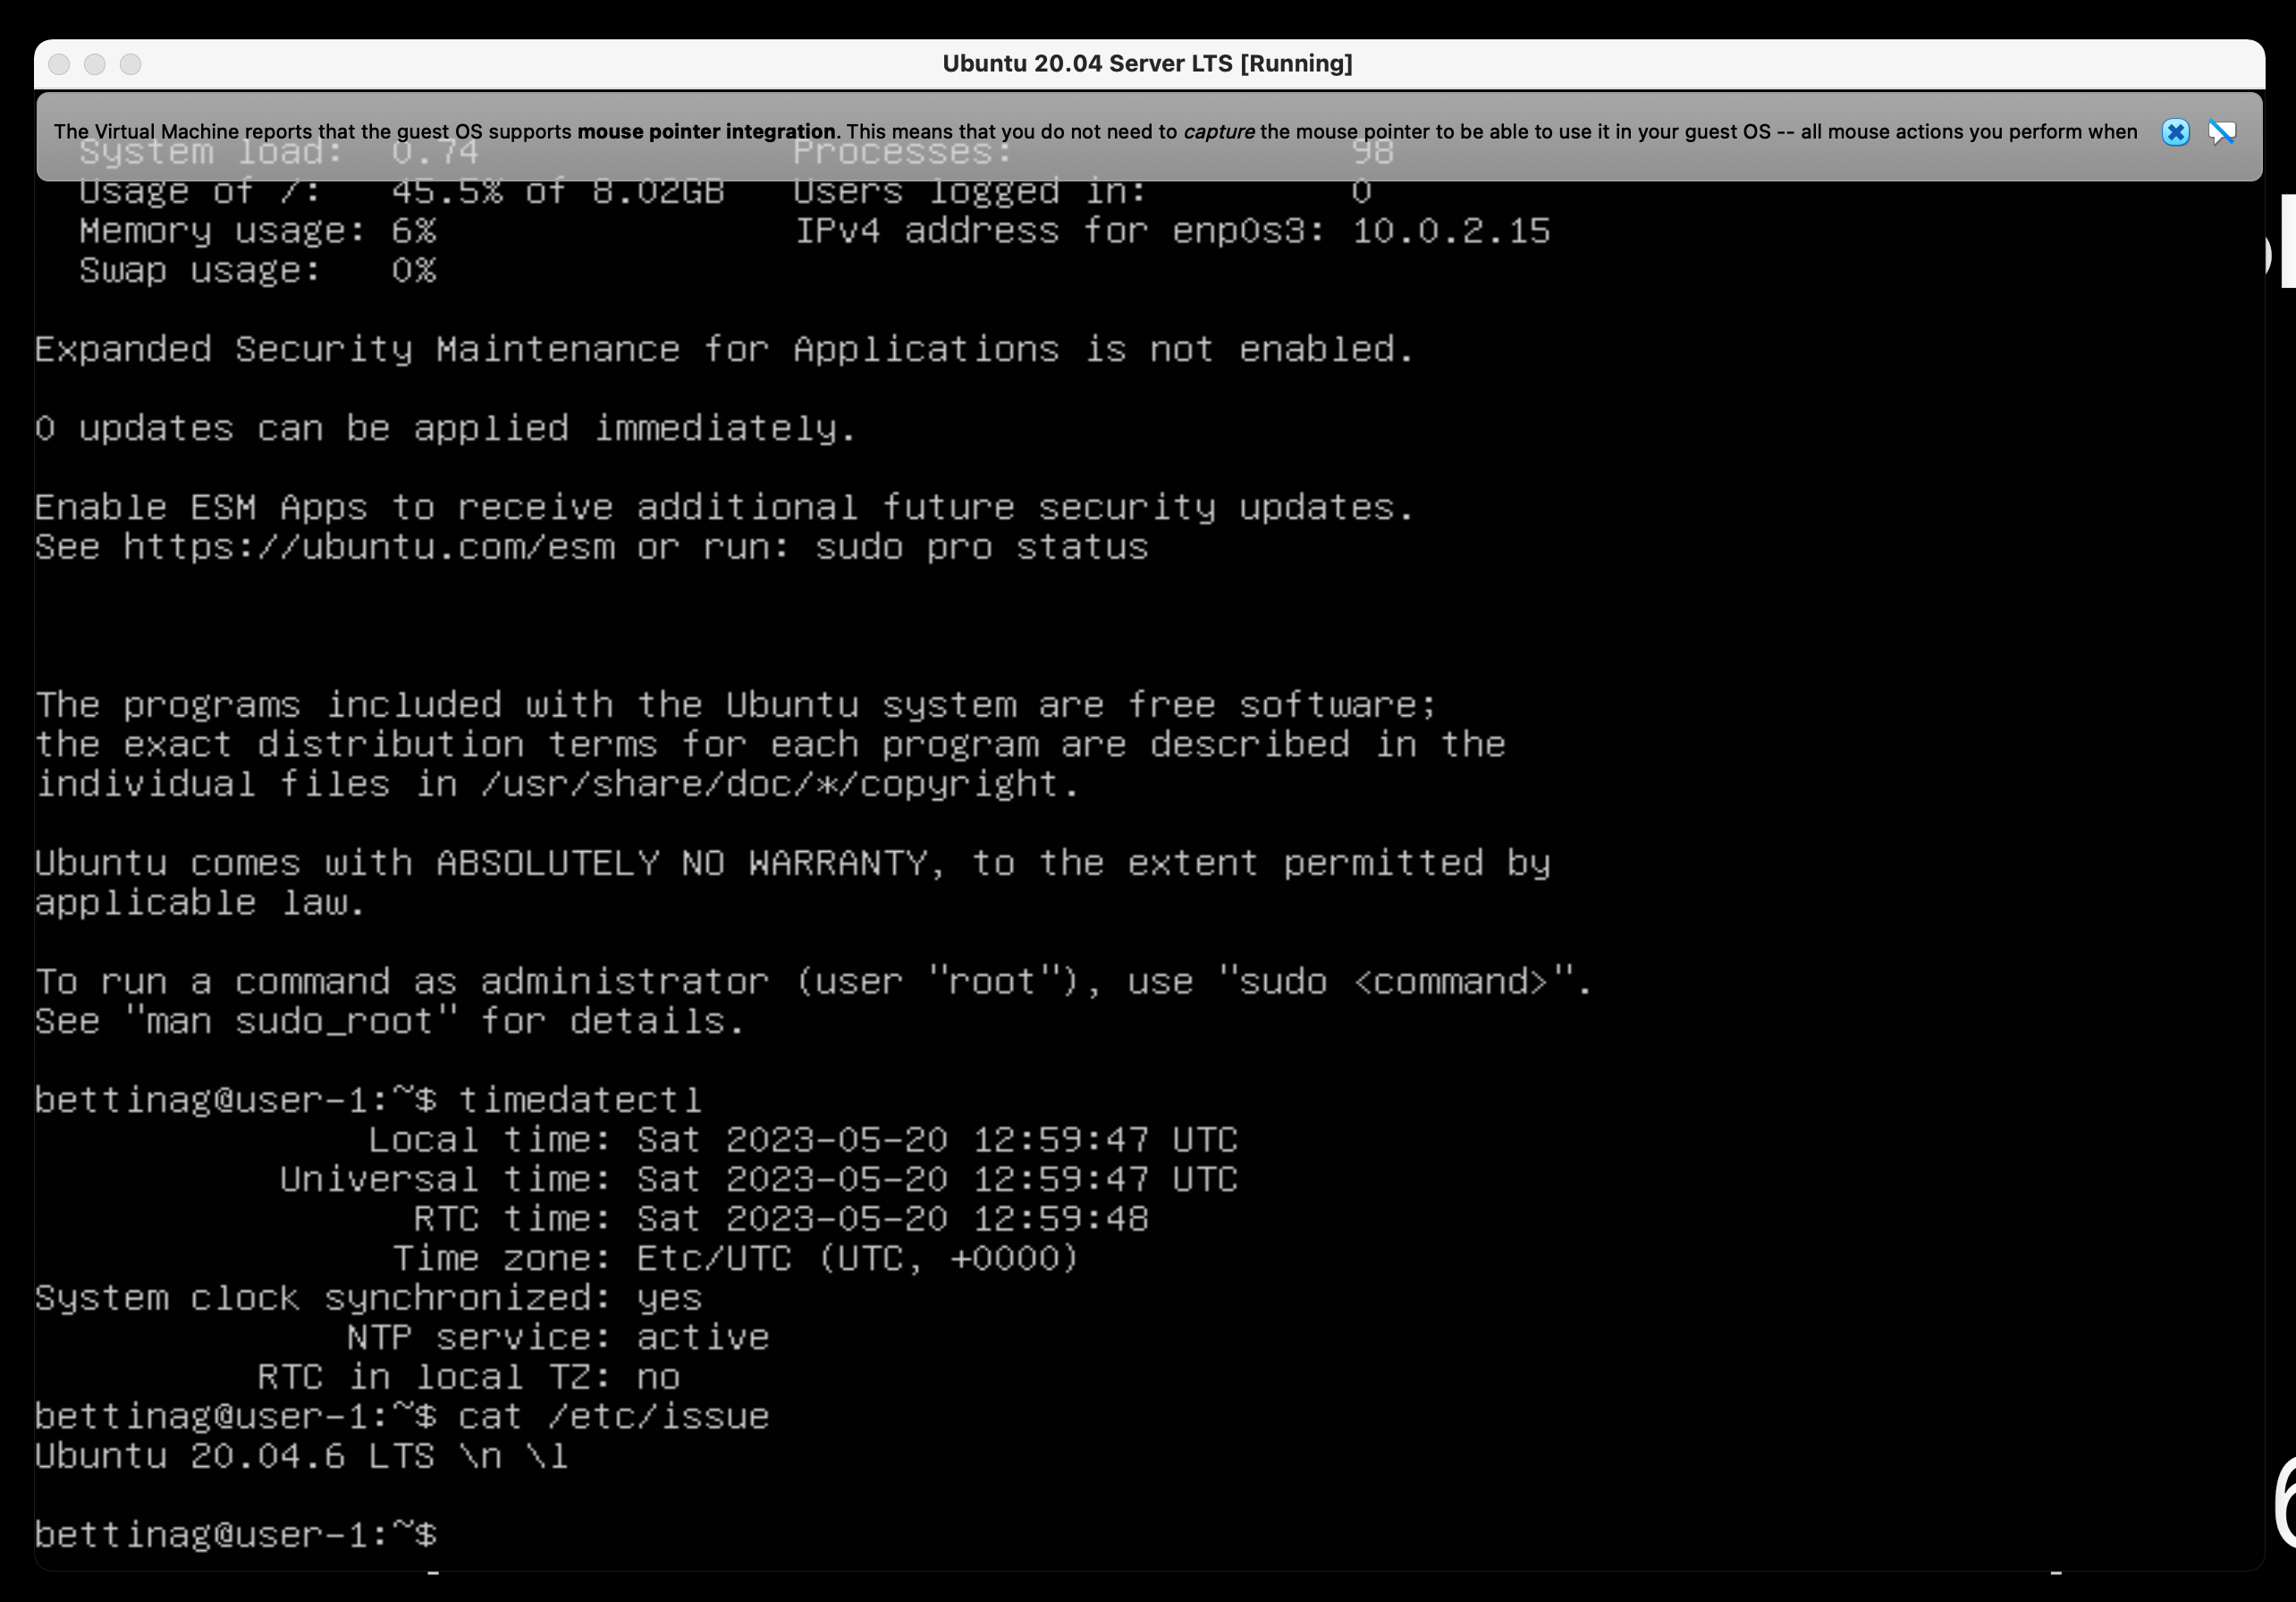 Ubuntu 20.04 Server LTS [Running]
The Virtual Machine reports that the guest OS supports mouse pointer integration. This means that you do not need to capture the mouse pointer to be able to use it in your guest OS -- all mouse actions you perform when
System load: 0.74 Processes: 98
Usage of /: 45.5% of 8.02GB Users logged in: 0
Memory usage: 6% IPv4 address for enp0s3: 10.0.2.15
Swap usage: 0%
Expanded Security Maintenance for Applications is not enabled.
0 updates can be applied immediately.
Enable ESM Apps to receive additional future security updates.
See https://ubuntu.com/esm or run: sudo pro status
The programs included with the Ubuntu system are free software;
the exact distribution terms for each program are described in the
individual files in /usr/share/doc/*/copyright.
Ubuntu comes with ABSOLUTELY NO WARRANTY, to the extent permitted by
applicable law.
To run a command as administrator (user "root"), use "sudo <command>".
See "man sudo_root" for details.
bettinag@user-1:~$ timedatectl
Local time: Sat 2023-05-20 12:59:47 UTC
Universal time: Sat 2023-05-20 12:59:47 UTC
RTC time: Sat 2023-05-20 12:59:48
Time zone: Etc/UTC (UTC, +0000)
System clock synchronized: yes
NTP service: active
RTC in local TZ: no
bettinag@user-1:~$ cat /etc/issue
Ubuntu 20.04.6 LTS \n \l
bettinag@user-1:~$